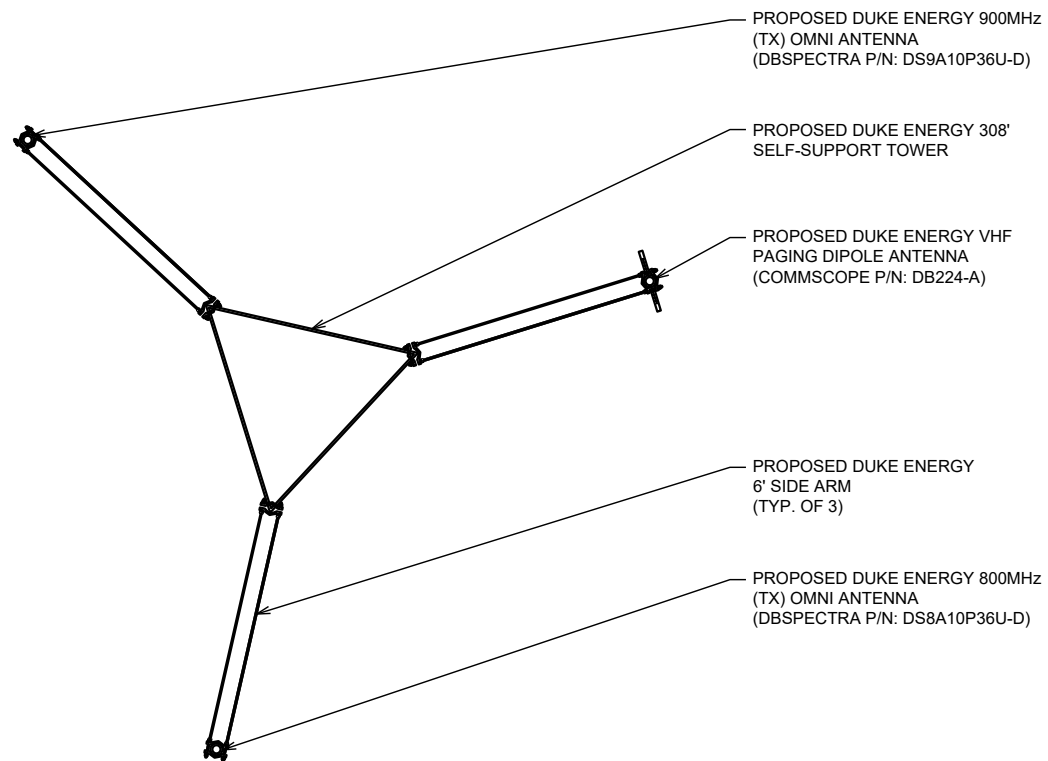 PROPOSED DUKE ENERGY 900MHz
(TX) OMNI ANTENNA
(DBSPECTRA P/N: DS9A10P36U-D)
PROPOSED DUKE ENERGY 308'
SELF-SUPPORT TOWER
PROPOSED DUKE ENERGY VHF
PAGING DIPOLE ANTENNA
(COMMSCOPE P/N: DB224-A)
PROPOSED DUKE ENERGY
6' SIDE ARM
(TYP. OF 3)
PROPOSED DUKE ENERGY 800MHz
(TX) OMNI ANTENNA
(DBSPECTRA P/N: DS8A10P36U-D)